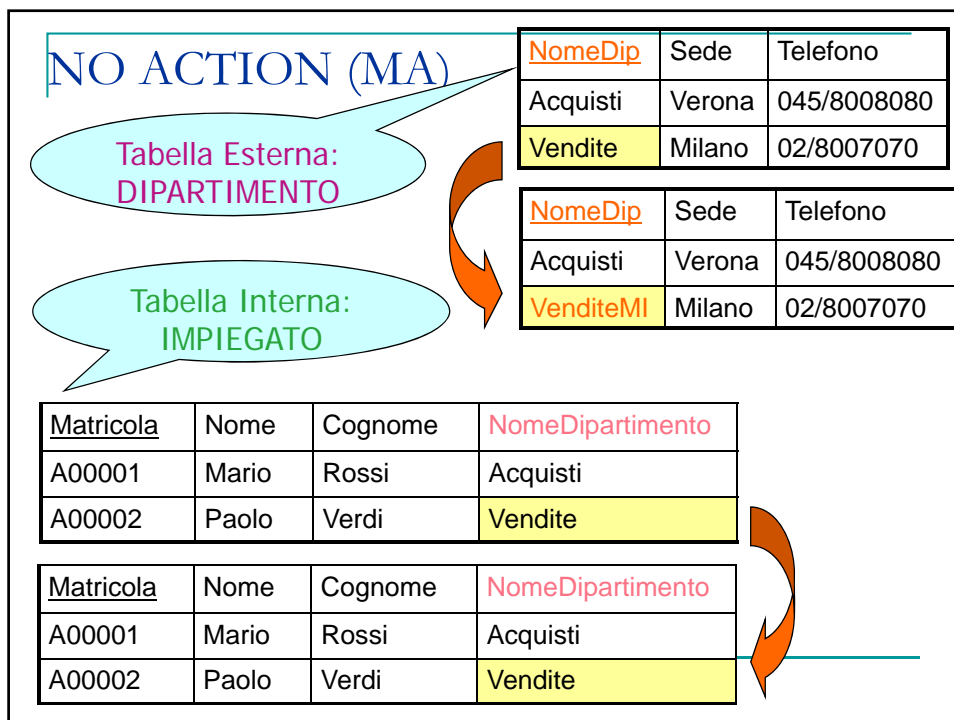 NO ACTION (MA)
NomeDip Sede Telefono
Acquisti Verona 045/8008080
Vendite Milano 02/8007070
Tabella Esterna:
DIPARTIMENTO
NomeDip Sede Telefono
Acquisti Verona 045/8008080
VenditeMI Milano 02/8007070
Tabella Interna:
IMPIEGATO
Matricola Nome Cognome NomeDipartimento
A00001 Mario Rossi Acquisti
A00002 Paolo Verdi Vendite
Matricola Nome Cognome NomeDipartimento
A00001 Mario Rossi Acquisti
A00002 Paolo Verdi Vendite